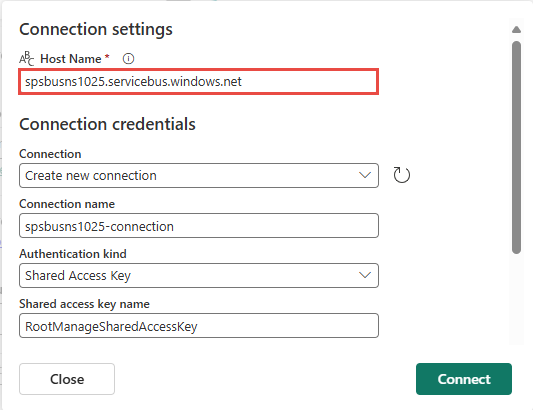 Connection settings
ABC Host Name *
spsbusns1025.servicebus.windows.net
Connection credentials
Connection
Create new connection
Connection name
spsbusns1025-connection
Authentication kind
Shared Access Key
Shared access key name
RootManageSharedAccessKey
Close Connect